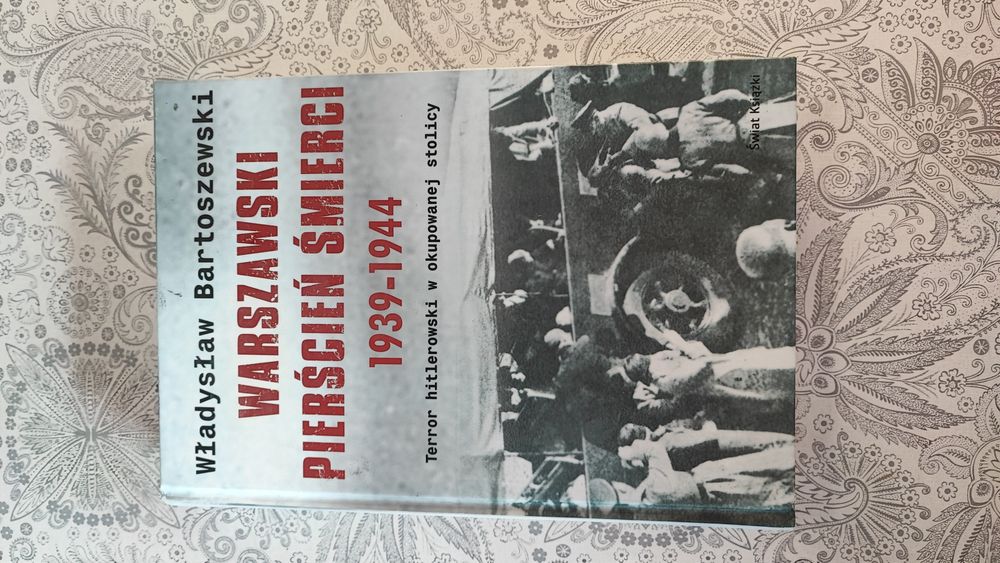 Władysław Bartoszewski
WARSZAWSKI
PIERŚCIEŃ ŚMIERCI
1939-1944
Terror hitlerowski w okupowanej stolicy
Świat Książki